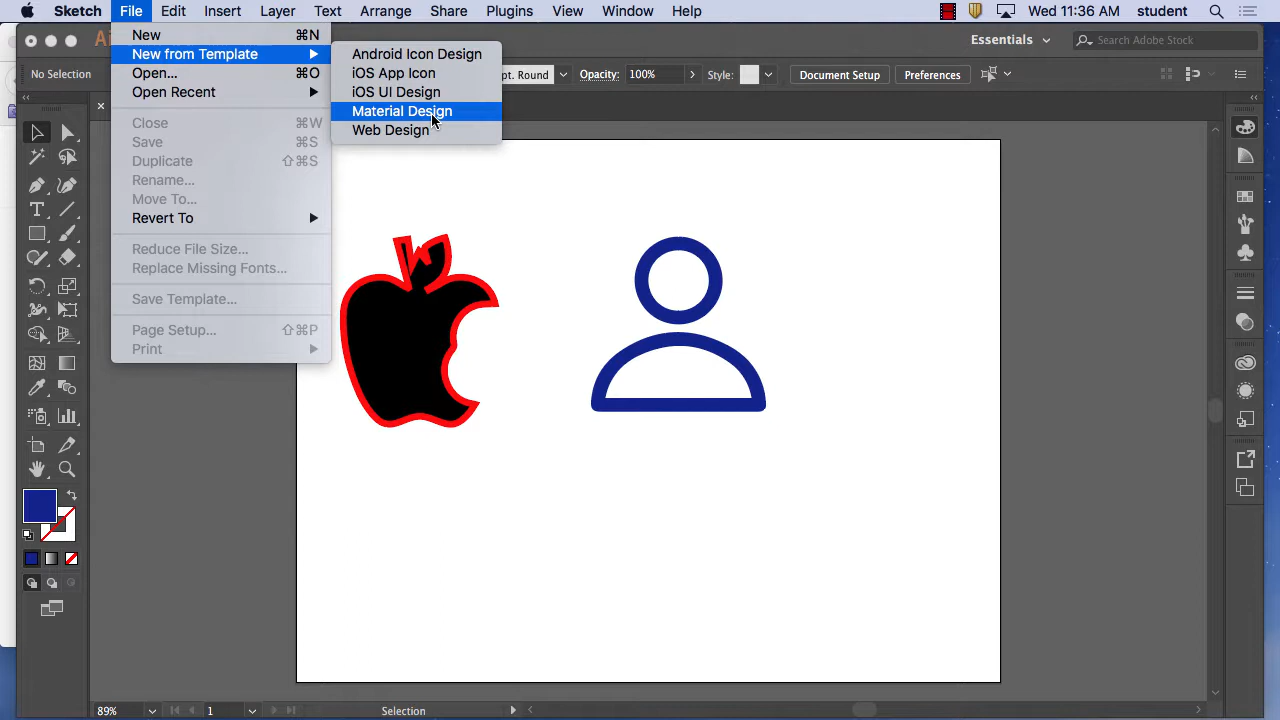 Sketch File Edit Insert Layer Text Arrange Share Plugins View Window Help Wed 11:36 AM student
New ⌘N
New from Template
Open... ⌘O
Open Recent
Close ⌘W
Save ⌘S
Duplicate ⇧⌘S
Rename...
Move To...
Revert To
Reduce File Size...
Replace Missing Fonts...
Save Template...
Page Setup... ⇧⌘P
Print
Android Icon Design
iOS App Icon
iOS UI Design
Material Design
Web Design
Essentials Search Adobe Stock
No Selection pt. Round Opacity: 100% Style: Document Setup Preferences
89% 1 Selection